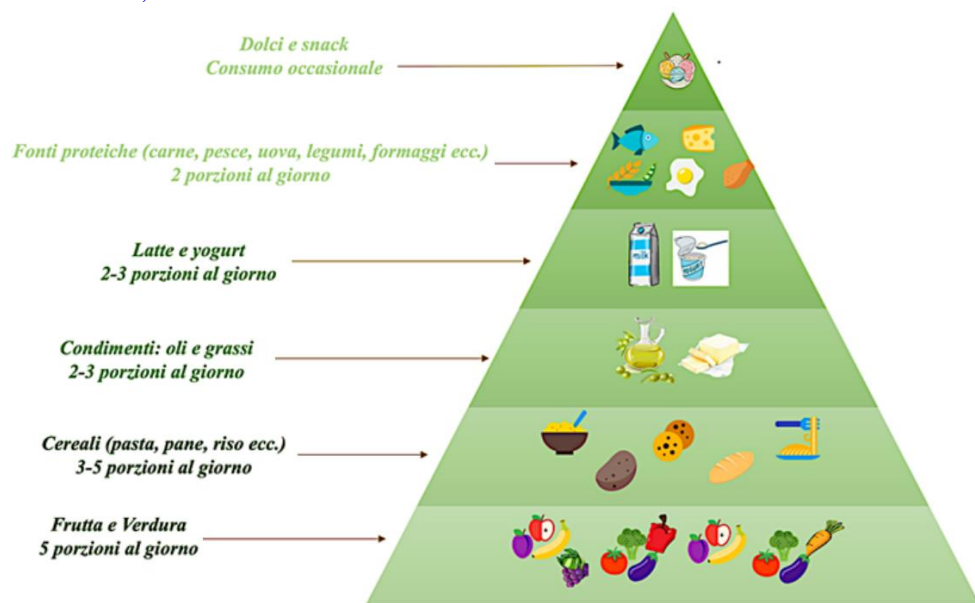 Dolci e snack
Consumo occasionale
Fonti proteiche (carne, pesce, uova, legumi, formaggi ecc.)
2 porzioni al giorno
Latte e yogurt
2-3 porzioni al giorno
milk
YOGURT
Condimenti: oli e grassi
2-3 porzioni al giorno
Cereali (pasta, pane, riso ecc.)
3-5 porzioni al giorno
Frutta e Verdura
5 porzioni al giorno